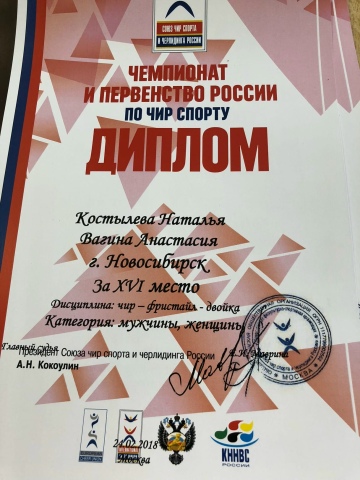 СОЮЗ ЧИР СПОРТА
И ЧЕРЛИДИНГА РОССИИ
ЧЕМПИОНАТ
И ПЕРВЕНСТВО РОССИИ
ПО ЧИР СПОРТУ
ДИПЛОМ
Костылева Наталья
Вагина Анастасия
г. Новосибирск
За XVI место
Дисциплина: чир – фристайл - двойка
Категория: мужчины, женщины
Главный судья
Президент Союза чир спорта и черлидинга России
А.Н. Кокоулин
МОСКВА
24.02.2018
Москва
КННВС
РОССИИ